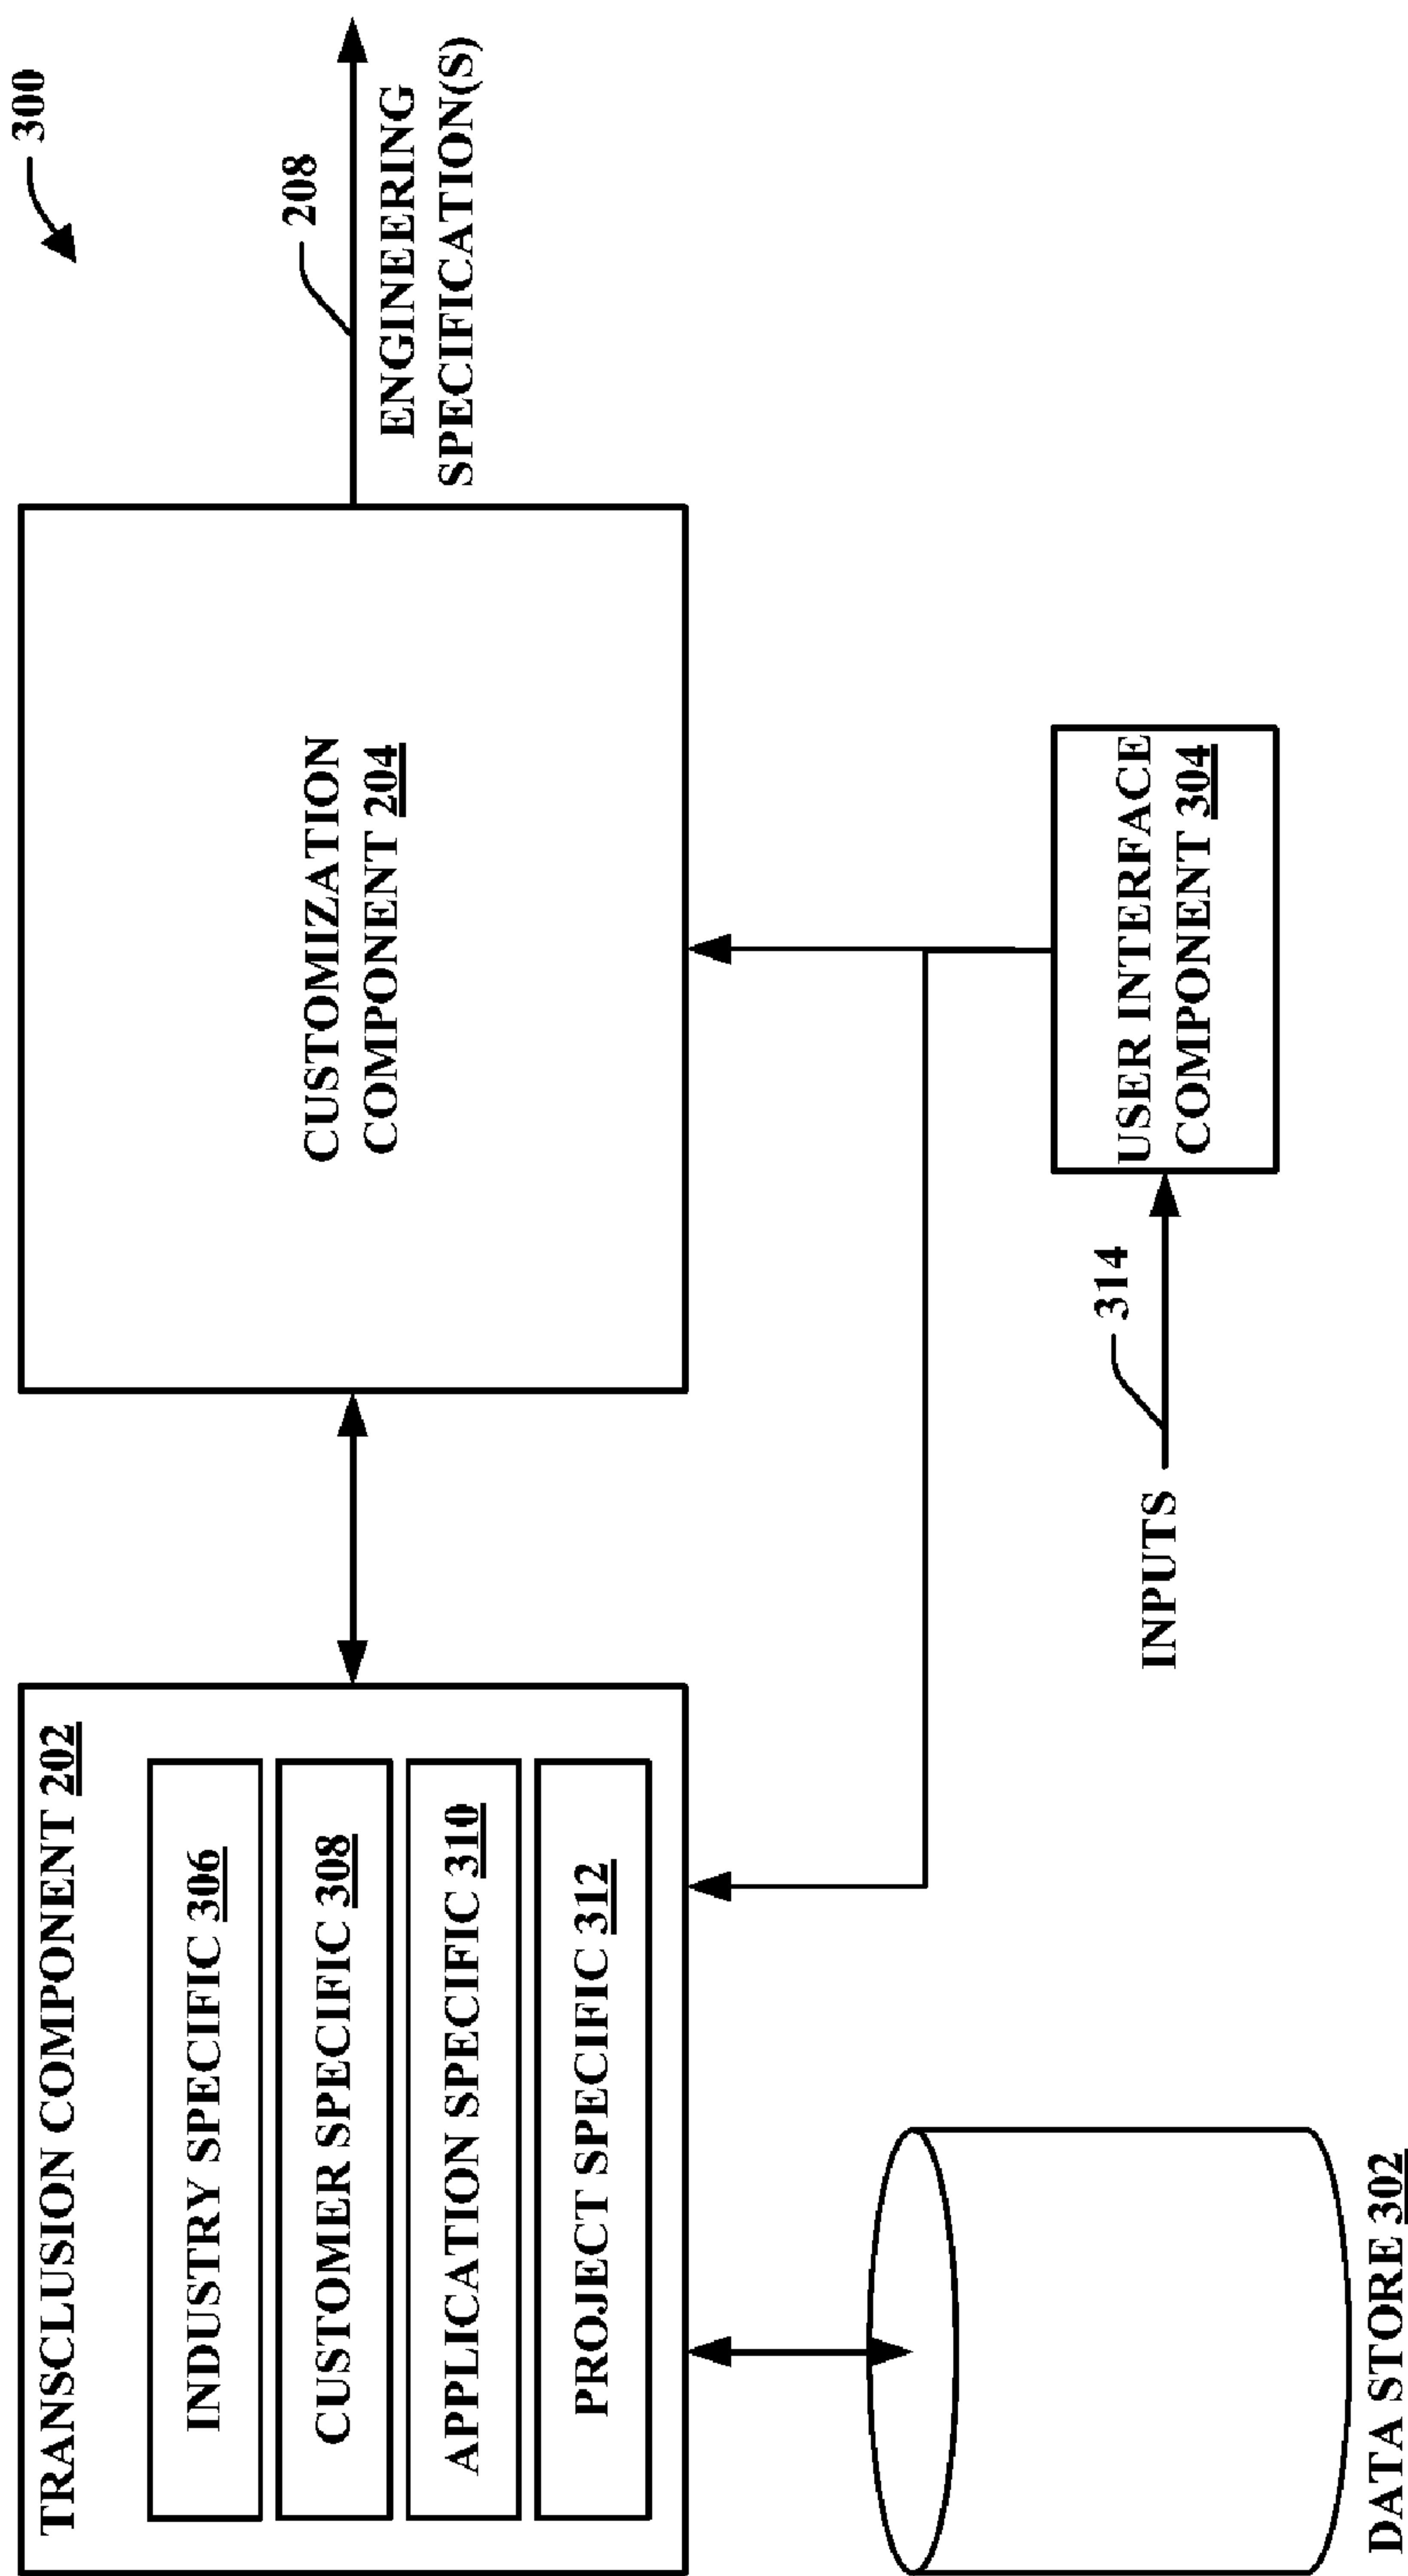 300
TRANSCLUSION COMPONENT 202
INDUSTRY SPECIFIC 306
CUSTOMER SPECIFIC 308
APPLICATION SPECIFIC 310
PROJECT SPECIFIC 312
CUSTOMIZATION
COMPONENT 204
208
ENGINEERING
SPECIFICATION(S)
DATA STORE 302
INPUTS
314
USER INTERFACE
COMPONENT 304